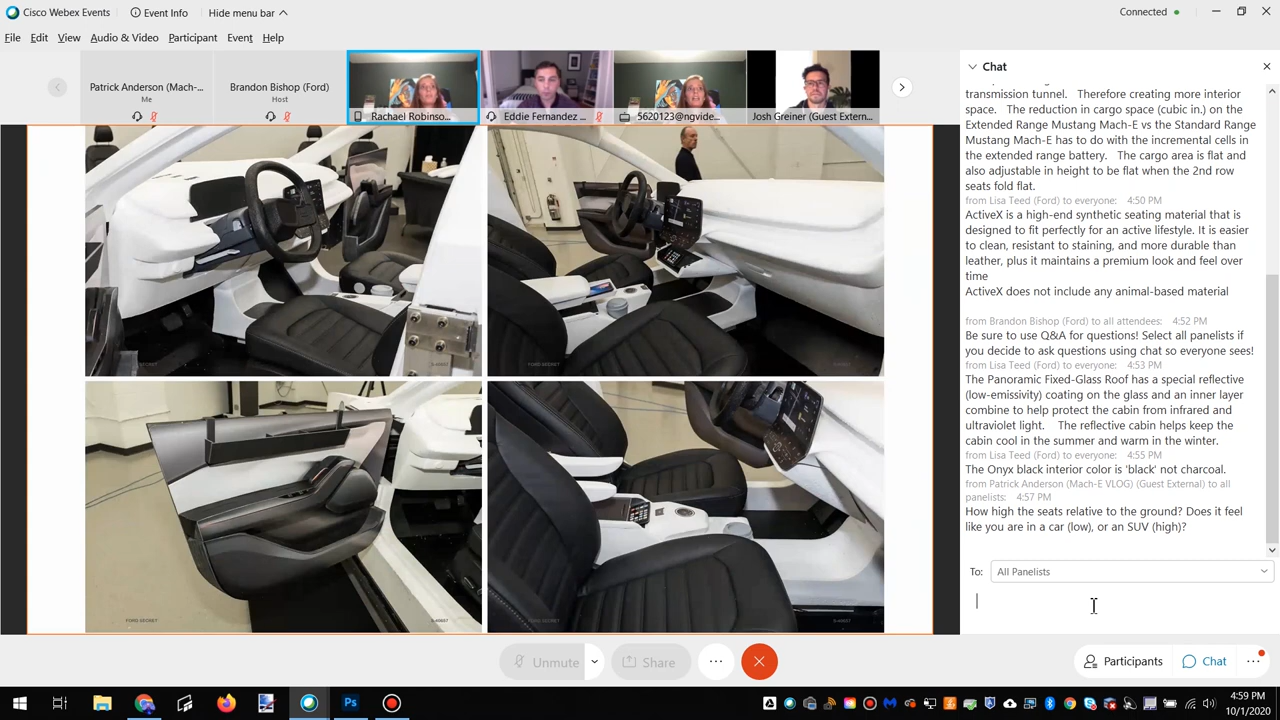 Cisco Webex Events
Event Info
Hide menu bar
Connected
File Edit View Audio & Video Participant Event Help
Patrick Anderson (Mach-...
Me
Brandon Bishop (Ford)
Host
Rachael Robinso...
Eddie Fernandez ...
5620123@ngvide...
Josh Greiner (Guest Extern...
Chat
transmission tunnel. Therefore creating more interior
space. The reduction in cargo space (cubic in.) on the
Extended Range Mustang Mach-E vs the Standard Range
Mustang Mach-E has to do with the incremental cells in
the extended range battery. The cargo area is flat and
also adjustable in height to be flat when the 2nd row
seats fold flat.
from Lisa Teed (Ford) to everyone: 4:50 PM
ActiveX is a high-end synthetic seating material that is
designed to fit perfectly for an active lifestyle. It is easier
to clean, resistant to staining, and more durable than
leather, plus it maintains a premium look and feel over
time
ActiveX does not include any animal-based material
from Brandon Bishop (Ford) to all attendees: 4:52 PM
Be sure to use Q&A for questions! Select all panelists if
you decide to ask questions using chat so everyone sees!
from Lisa Teed (Ford) to everyone: 4:53 PM
The Panoramic Fixed-Glass Roof has a special reflective
(low-emissivity) coating on the glass and an inner layer
combine to help protect the cabin from infrared and
ultraviolet light. The reflective cabin helps keep the
cabin cool in the summer and warm in the winter.
from Lisa Teed (Ford) to everyone: 4:55 PM
The Onyx black interior color is 'black' not charcoal.
from Patrick Anderson (Mach-E VLOG) (Guest External) to all
panelists: 4:57 PM
How high the seats relative to the ground? Does it feel
like you are in a car (low), or an SUV (high)?
To: All Panelists
FORD SECRET
FORD SECRET
FORD SECRET
FORD SECRET
Unmute
Share
Participants
Chat
Ps
4:59 PM
10/1/2020